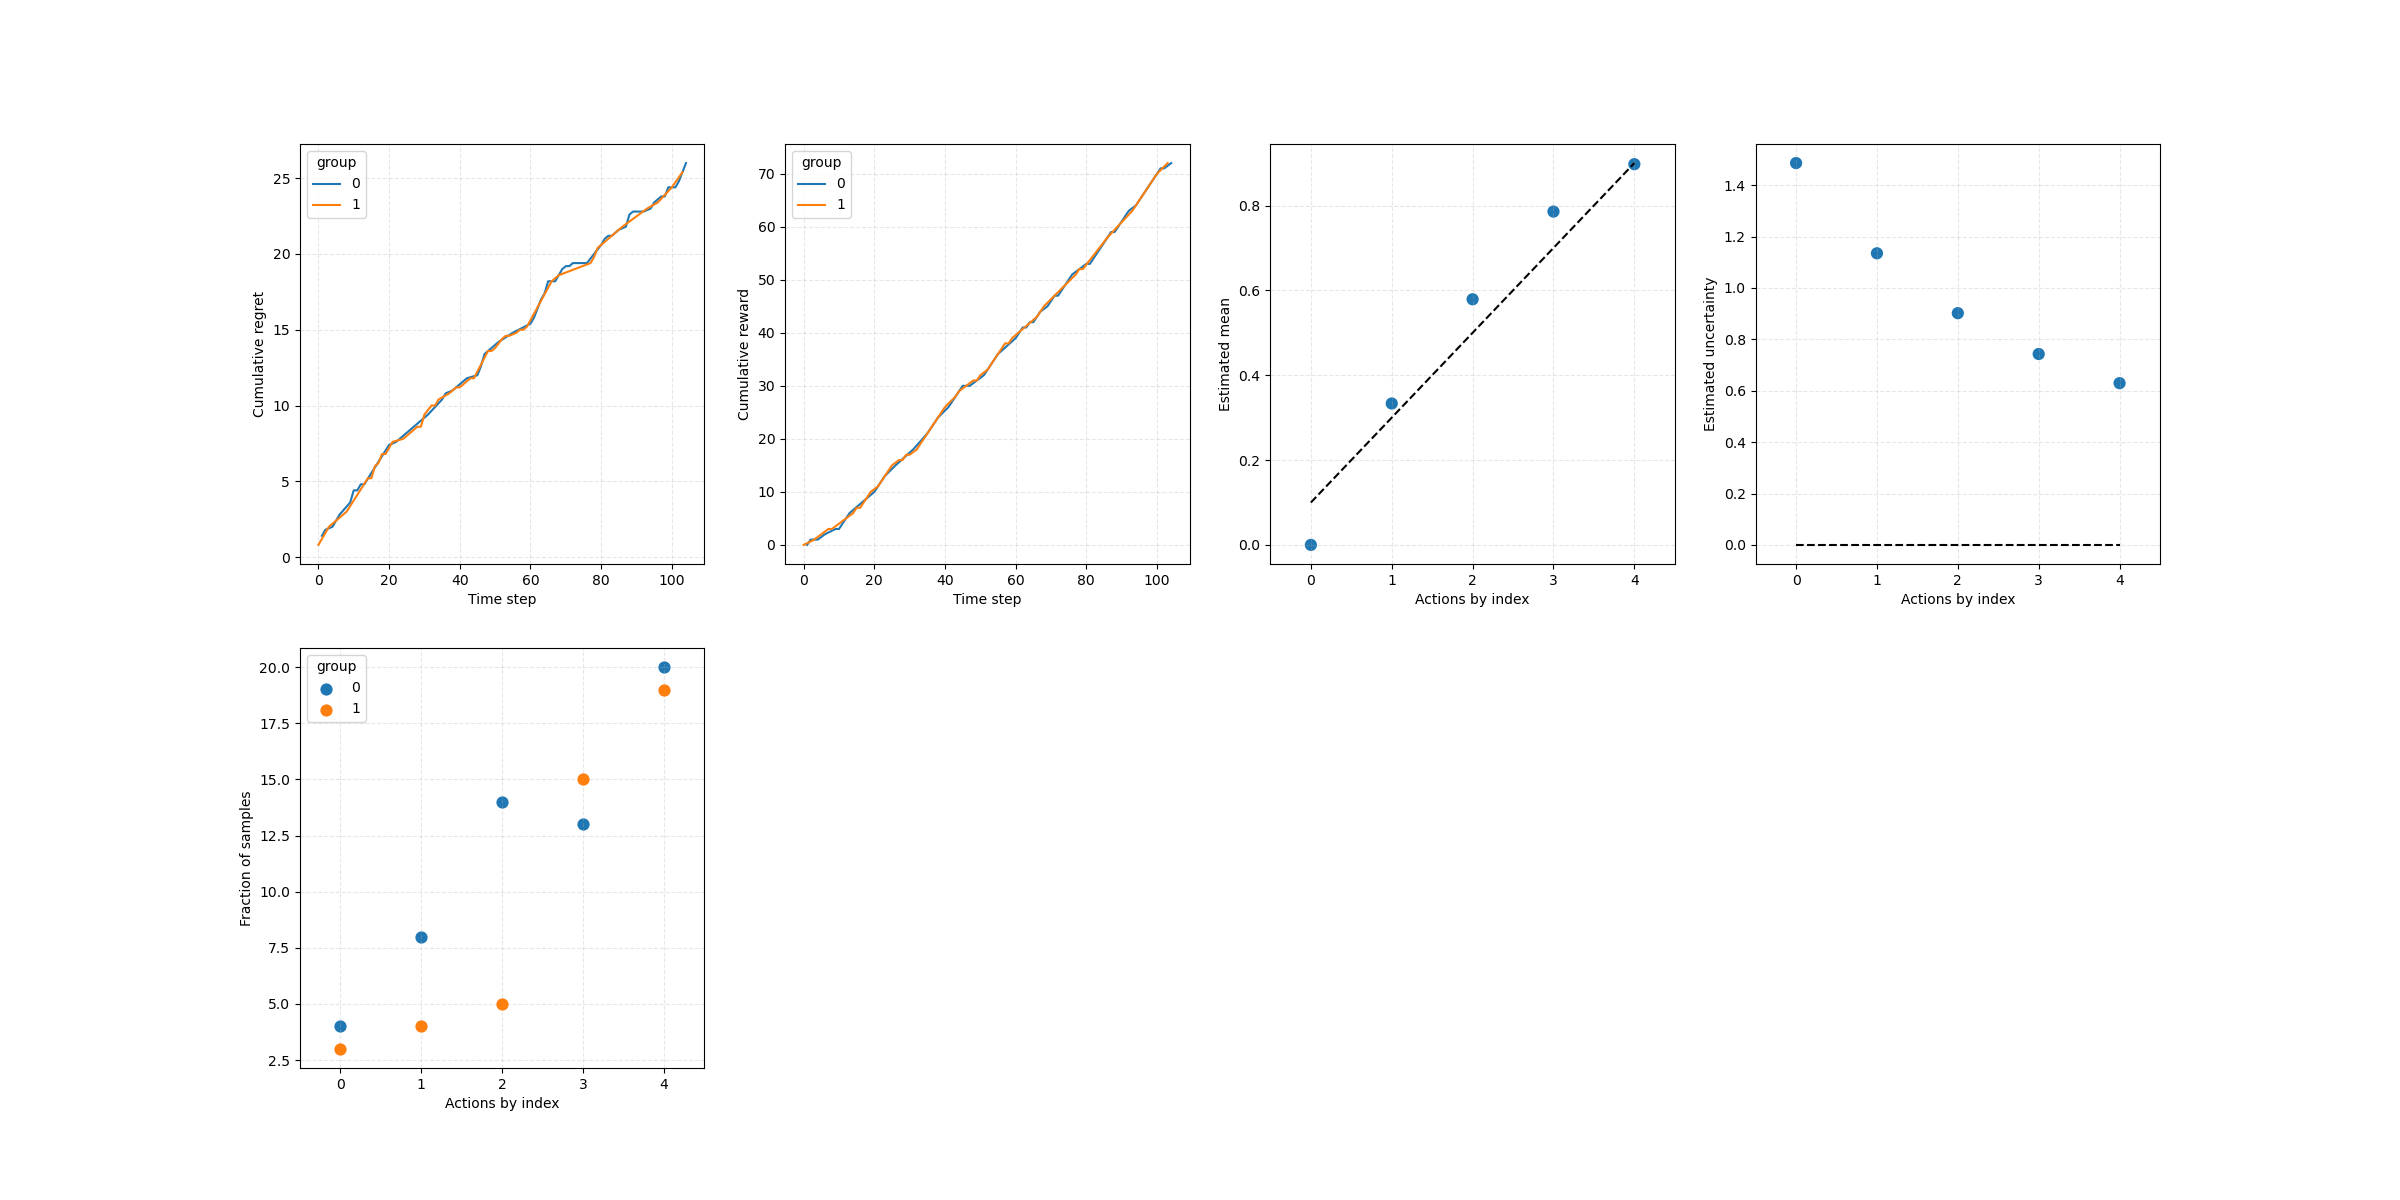 group
0
1
25
20
15
10
5
0
Cumulative regret
0 20 40 60 80 100
Time step
group
0
1
70
60
50
40
30
20
10
0
Cumulative reward
0 20 40 60 80 100
Time step
0.8
0.6
0.4
0.2
0.0
Estimated mean
0 1 2 3 4
Actions by index
1.4
1.2
1.0
0.8
0.6
0.4
0.2
0.0
Estimated uncertainty
0 1 2 3 4
Actions by index
group
0
1
20.0
17.5
15.0
12.5
10.0
7.5
5.0
2.5
Fraction of samples
0 1 2 3 4
Actions by index